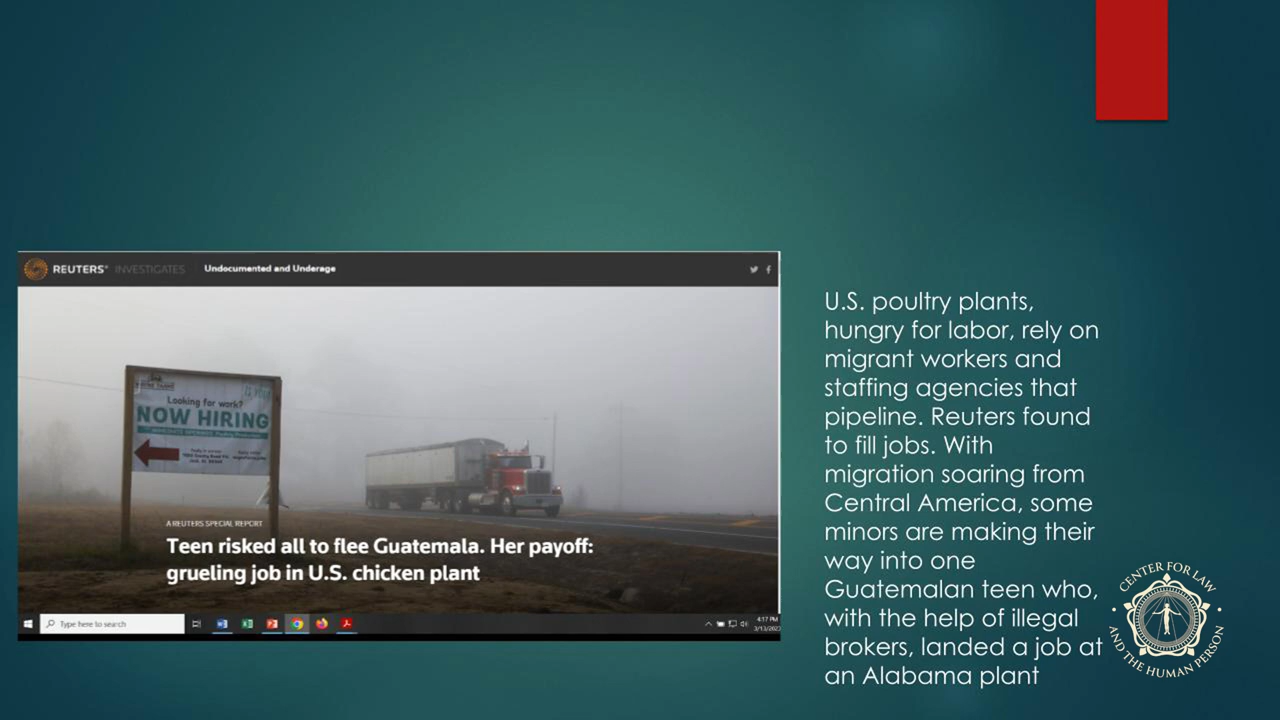 REUTERS INVESTIGATES Undocumented and Underage
Looking for work?
NOW HIRING
A REUTERS SPECIAL REPORT
Teen risked all to flee Guatemala. Her payoff:
grueling job in U.S. chicken plant
Type here to search
4:17 PM
U.S. poultry plants,
hungry for labor, rely on
migrant workers and
staffing agencies that
pipeline. Reuters found
to fill jobs. With
migration soaring from
Central America, some
minors are making their
way into one
Guatemalan teen who,
with the help of illegal
brokers, landed a job at
an Alabama plant
CENTER FOR LAW
AND THE HUMAN PERSON